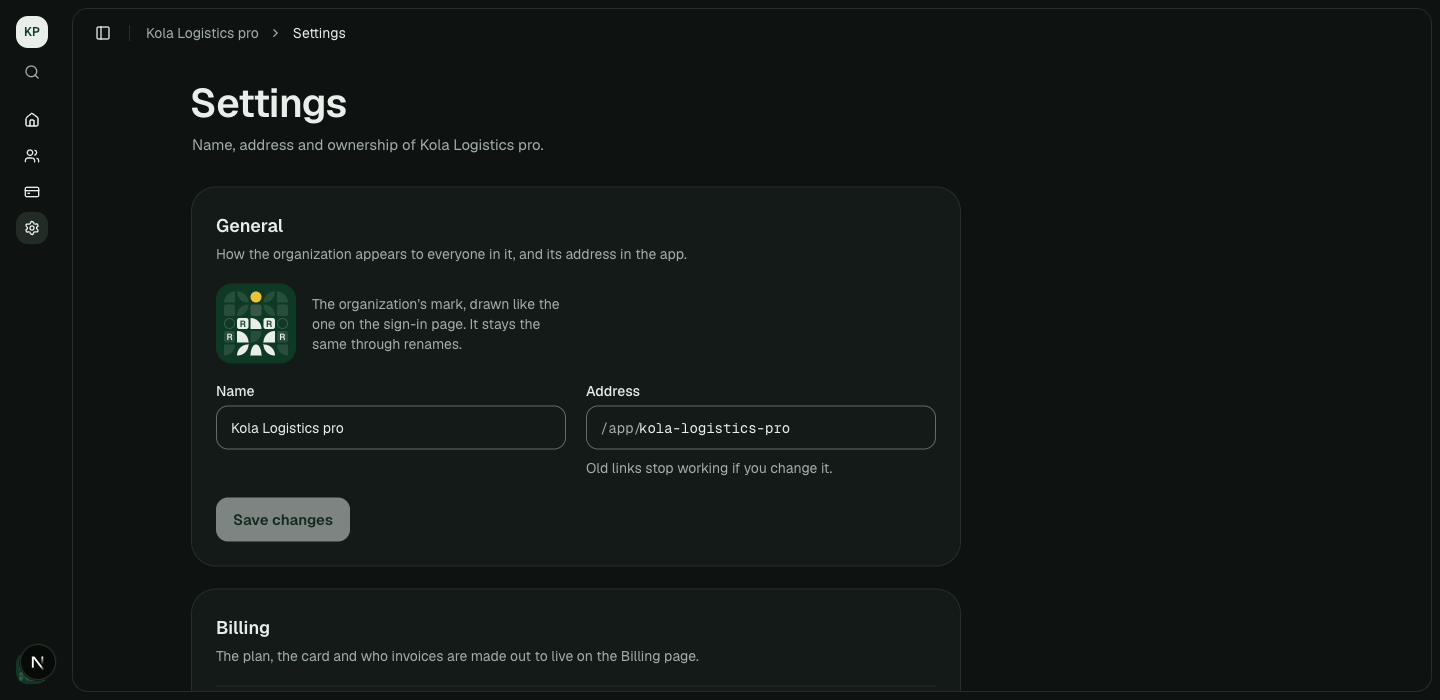 KP
Kola Logistics pro
Settings
Settings
Name, address and ownership of Kola Logistics pro.
General
How the organization appears to everyone in it, and its address in the app.
R R
R R
The organization's mark, drawn like the
one on the sign-in page. It stays the
same through renames.
Name
Address
Kola Logistics pro
/app/kola-logistics-pro
Old links stop working if you change it.
Save changes
Billing
The plan, the card and who invoices are made out to live on the Billing page.
N